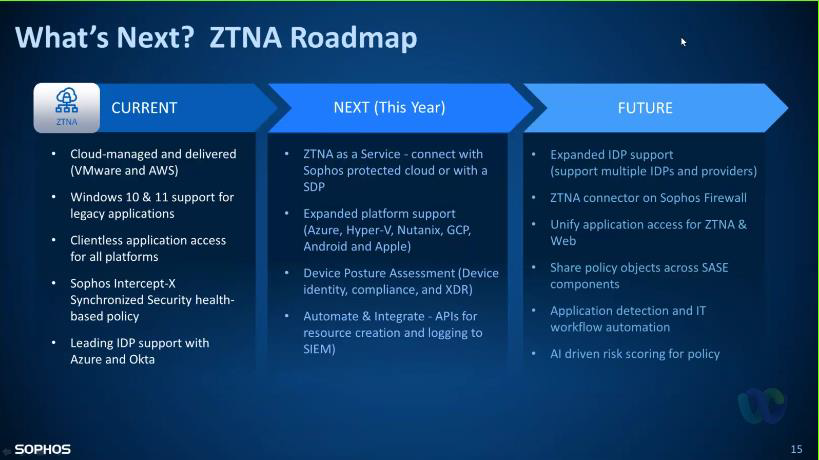 What's Next?  ZTNA Roadmap
ZTNA
CURRENT
• Cloud-managed and delivered
(VMware and AWS)
• Windows 10 & 11 support for
legacy applications
• Clientless application access
for all platforms
• Sophos Intercept-X
Synchronized Security health-
based policy
• Leading IDP support with
Azure and Okta
NEXT (This Year)
• ZTNA as a Service - connect with
Sophos protected cloud or with a
SDP
• Expanded platform support
(Azure, Hyper-V, Nutanix, GCP,
Android and Apple)
• Device Posture Assessment (Device
identity, compliance, and XDR)
• Automate & Integrate - APIs for
resource creation and logging to
SIEM)
FUTURE
• Expanded IDP support
(support multiple IDPs and providers)
• ZTNA connector on Sophos Firewall
• Unify application access for ZTNA &
Web
• Share policy objects across SASE
components
• Application detection and IT
workflow automation
• AI driven risk scoring for policy
SOPHOS
15